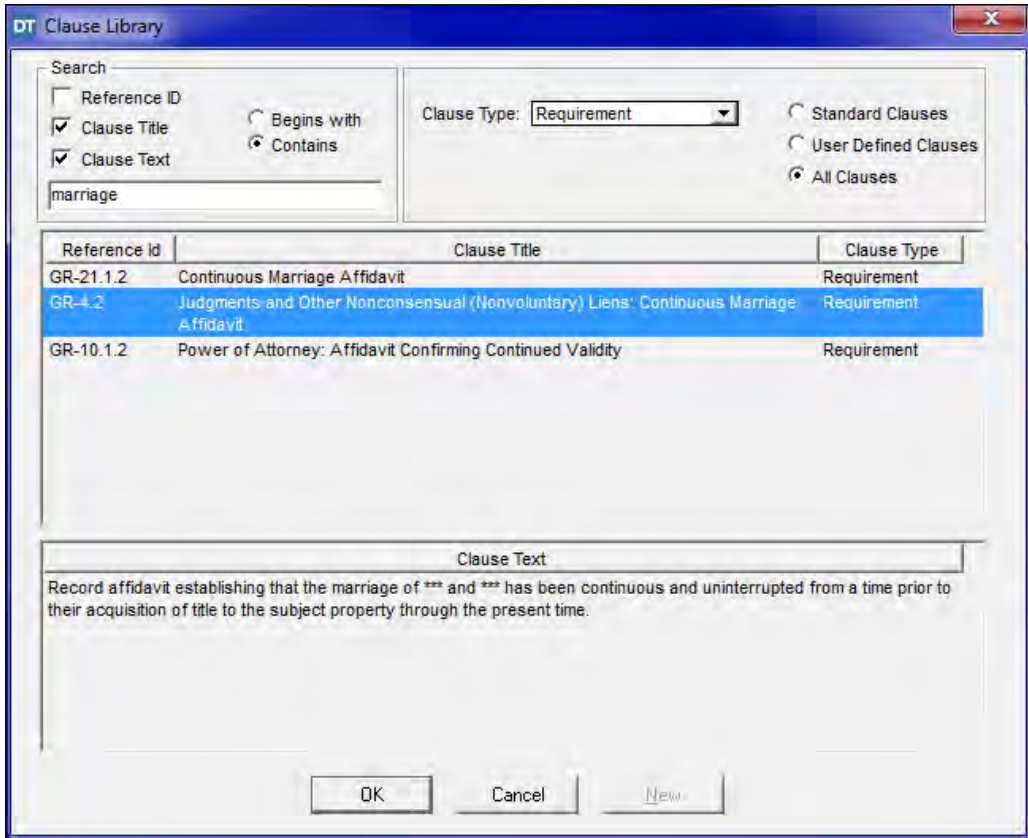 DT Clause Library
Search
Reference ID
Clause Title
Clause Text
Begins with
Contains
marriage
Clause Type: Requirement
Standard Clauses
User Defined Clauses
All Clauses
Reference Id Clause Title Clause Type
GR-21.1.2 Continuous Marriage Affidavit Requirement
GR-4.2 Judgments and Other Nonconsensual (Nonvoluntary) Liens: Continuous Marriage Requirement
Affidavit
GR-10.1.2 Power of Attorney: Affidavit Confirming Continued Validity Requirement
Clause Text
Record affidavit establishing that the marriage of *** and *** has been continuous and uninterrupted from a time prior to
their acquisition of title to the subject property through the present time.
OK Cancel New